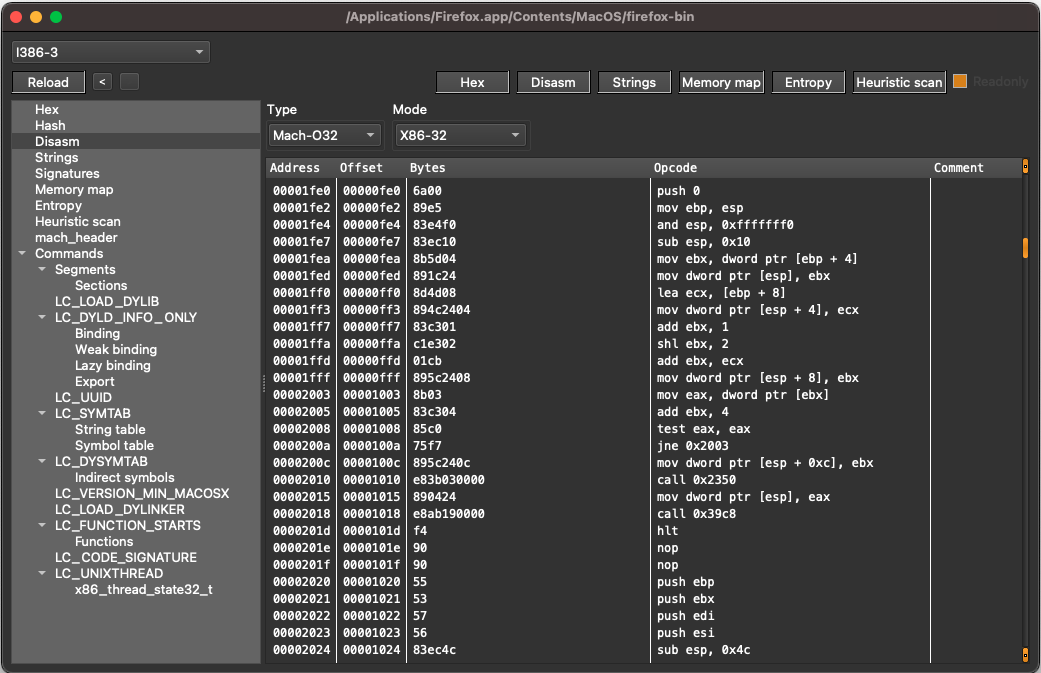 /Applications/Firefox.app/Contents/MacOS/firefox-bin
I386-3
Reload < Hex Disasm Strings Memory map Entropy Heuristic scan Readonly
Hex
Hash
Disasm
Strings
Signatures
Memory map
Entropy
Heuristic scan
mach_header
Commands
Segments
Sections
LC_LOAD_DYLIB
LC_DYLD_INFO_ONLY
Binding
Weak binding
Lazy binding
Export
LC_UUID
LC_SYMTAB
String table
Symbol table
LC_DYSYMTAB
Indirect symbols
LC_VERSION_MIN_MACOSX
LC_LOAD_DYLINKER
LC_FUNCTION_STARTS
Functions
LC_CODE_SIGNATURE
LC_UNIXTHREAD
x86_thread_state32_t
Type Mode
Mach-O32 X86-32
Address Offset Bytes Opcode Comment
00001fe0 00000fe0 6a00 push 0
00001fe2 00000fe2 89e5 mov ebp, esp
00001fe4 00000fe4 83e4f0 and esp, 0xfffffff0
00001fe7 00000fe7 83ec10 sub esp, 0x10
00001fea 00000fea 8b5d04 mov ebx, dword ptr [ebp + 4]
00001fed 00000fed 891c24 mov dword ptr [esp], ebx
00001ff0 00000ff0 8d4d08 lea ecx, [ebp + 8]
00001ff3 00000ff3 894c2404 mov dword ptr [esp + 4], ecx
00001ff7 00000ff7 83c301 add ebx, 1
00001ffa 00000ffa c1e302 shl ebx, 2
00001ffd 00000ffd 01cb add ebx, ecx
00001fff 00000fff 895c2408 mov dword ptr [esp + 8], ebx
00002003 00001003 8b03 mov eax, dword ptr [ebx]
00002005 00001005 83c304 add ebx, 4
00002008 00001008 85c0 test eax, eax
0000200a 0000100a 75f7 jne 0x2003
0000200c 0000100c 895c240c mov dword ptr [esp + 0xc], ebx
00002010 00001010 e83b030000 call 0x2350
00002015 00001015 890424 mov dword ptr [esp], eax
00002018 00001018 e8ab190000 call 0x39c8
0000201d 0000101d f4 hlt
0000201e 0000101e 90 nop
0000201f 0000101f 90 nop
00002020 00001020 55 push ebp
00002021 00001021 53 push ebx
00002022 00001022 57 push edi
00002023 00001023 56 push esi
00002024 00001024 83ec4c sub esp, 0x4c